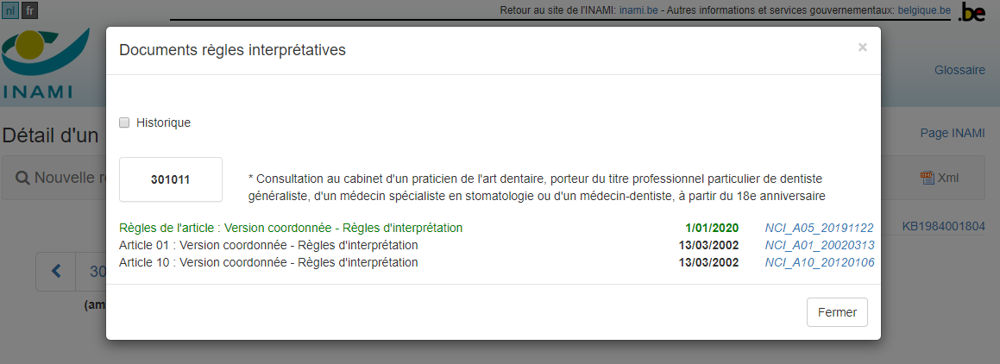 nl fr
Retour au site de l'INAMI: inami.be - Autres informations et services gouvernementaux: belgique.be
.be
Documents règles interprétatives ×
INAMI
Glossaire
Historique
Détail d'un
Page INAMI
Nouvelle re
Xml
301011
* Consultation au cabinet d'un praticien de l'art dentaire, porteur du titre professionnel particulier de dentiste
généraliste, d'un médecin spécialiste en stomatologie ou d'un médecin-dentiste, à partir du 18e anniversaire
Règles de l'article : Version coordonnée - Règles d'interprétation 1/01/2020 NCI_A05_20191122
KB1984001804
Article 01 : Version coordonnée - Règles d'interprétation 13/03/2002 NCI_A01_20020313
Article 10 : Version coordonnée - Règles d'interprétation 13/03/2002 NCI_A10_20120106
30
(am
Fermer